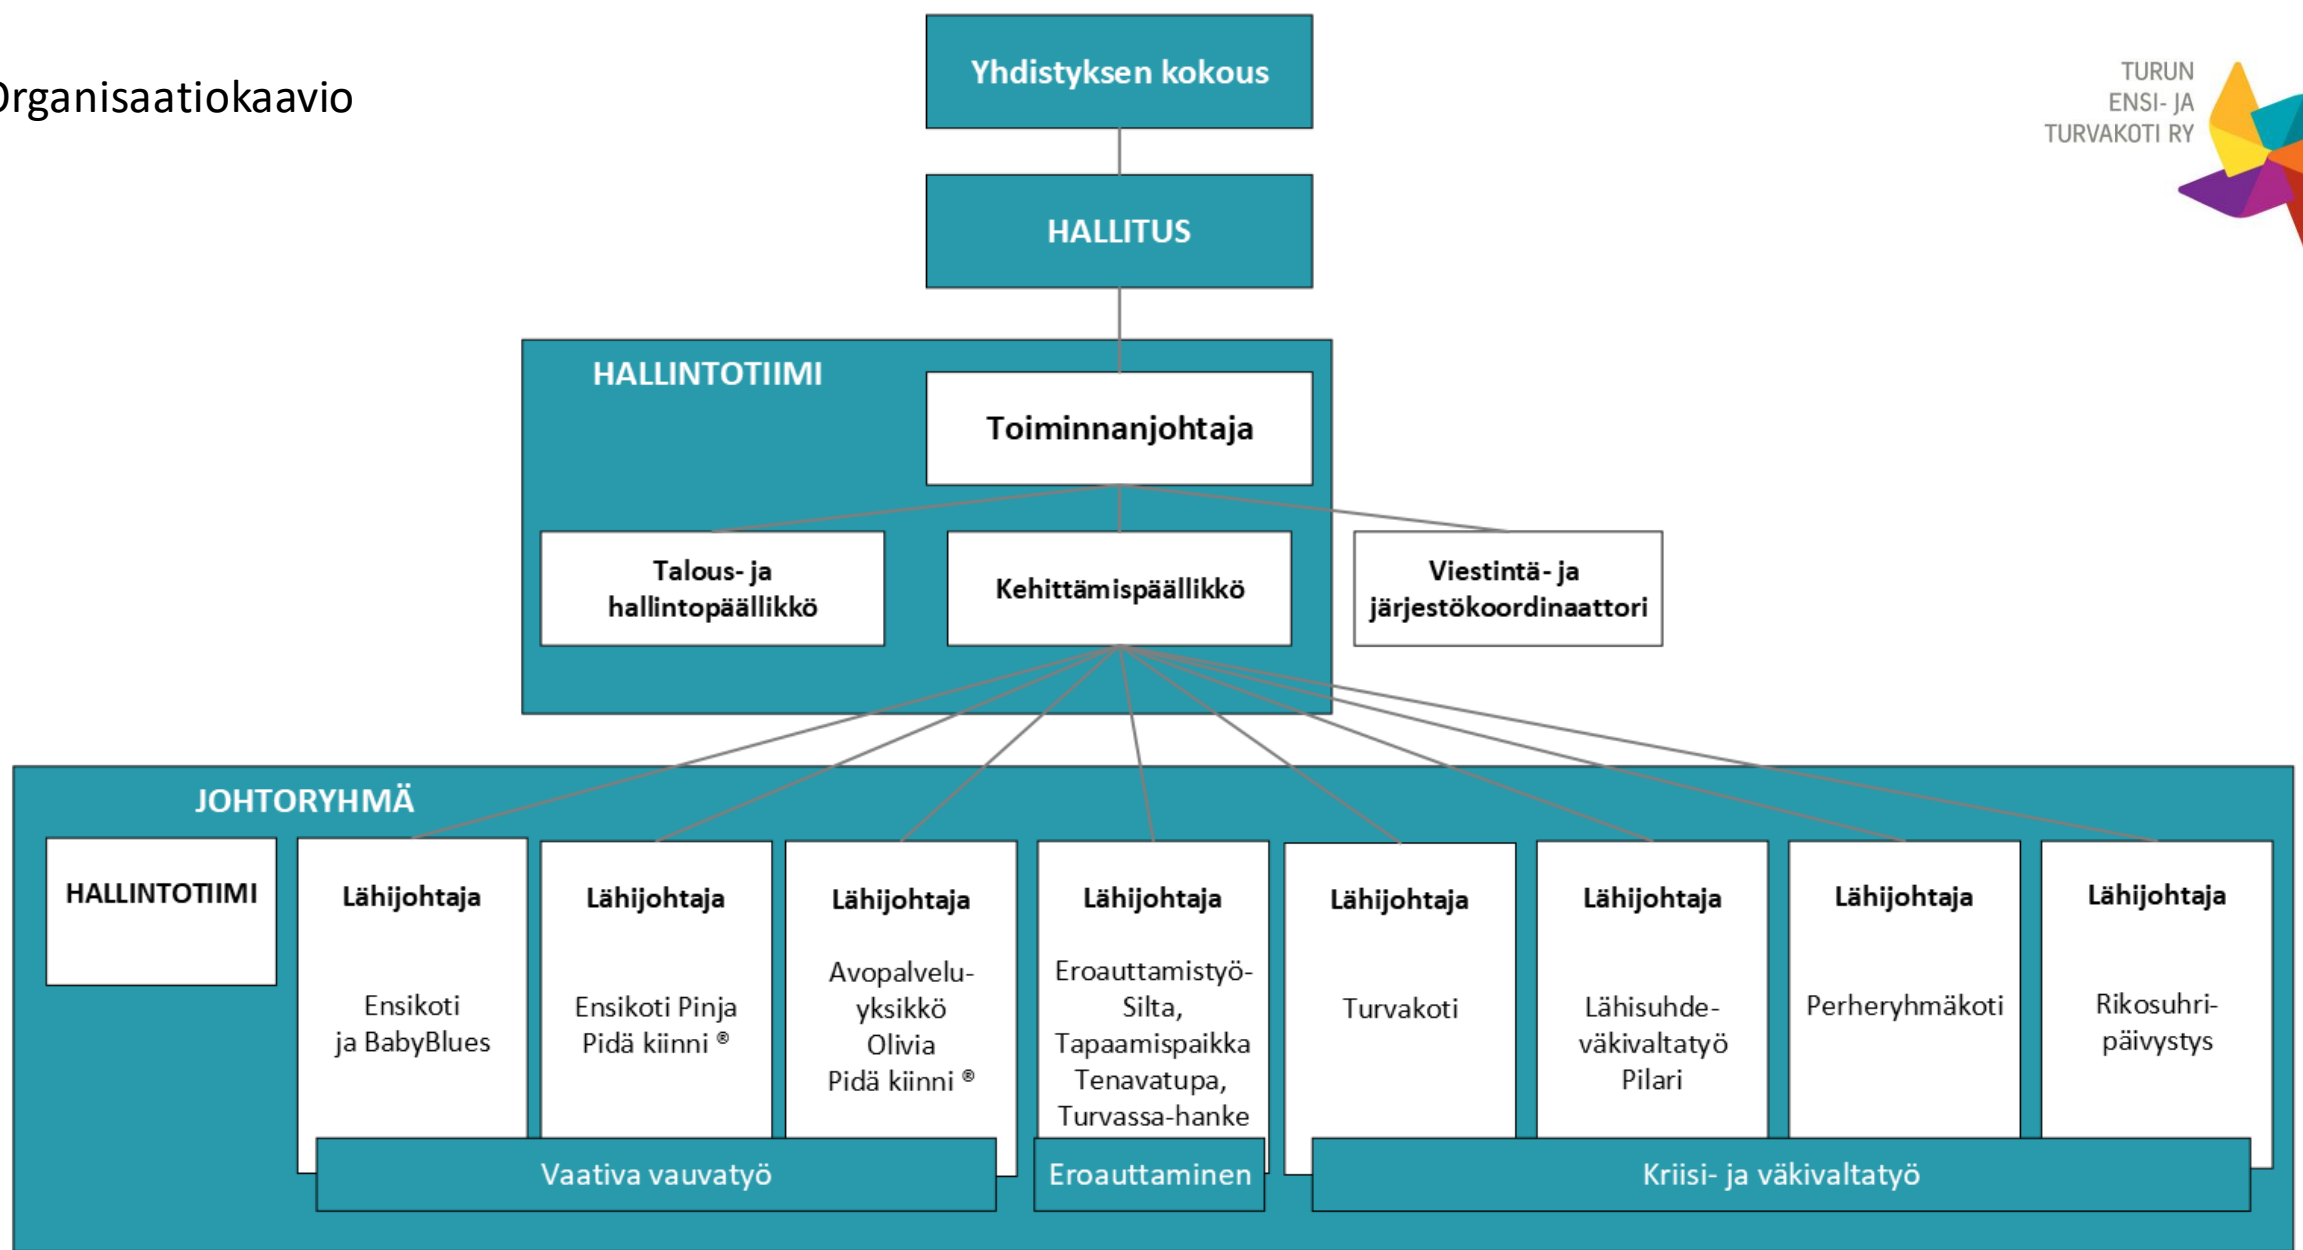 Organisaatiokaavio
TURUN
ENSI- JA
TURVAKOTI RY
Yhdistyksen kokous
HALLITUS
HALLINTOTIIMI
Toiminnanjohtaja
Talous- ja
hallintopäällikkö
Kehittämispäällikkö
Viestintä- ja
järjestökoordinaattori
JOHTORYHMÄ
HALLINTOTIIMI
Lähijohtaja
Ensikoti
ja BabyBlues
Lähijohtaja
Ensikoti Pinja
Pidä kiinni ®
Lähijohtaja
Avopalvelu-
yksikkö
Olivia
Pidä kiinni ®
Lähijohtaja
Eroauttamistyö-
Silta,
Tapaamispaikka
Tenavatupa,
Turvassa-hanke
Lähijohtaja
Turvakoti
Lähijohtaja
Lähisuhde-
väkivaltatyö
Pilari
Lähijohtaja
Perheryhmäkoti
Lähijohtaja
Rikosuhri-
päivystys
Vaativa vauvatyö
Eroauttaminen
Kriisi- ja väkivaltatyö